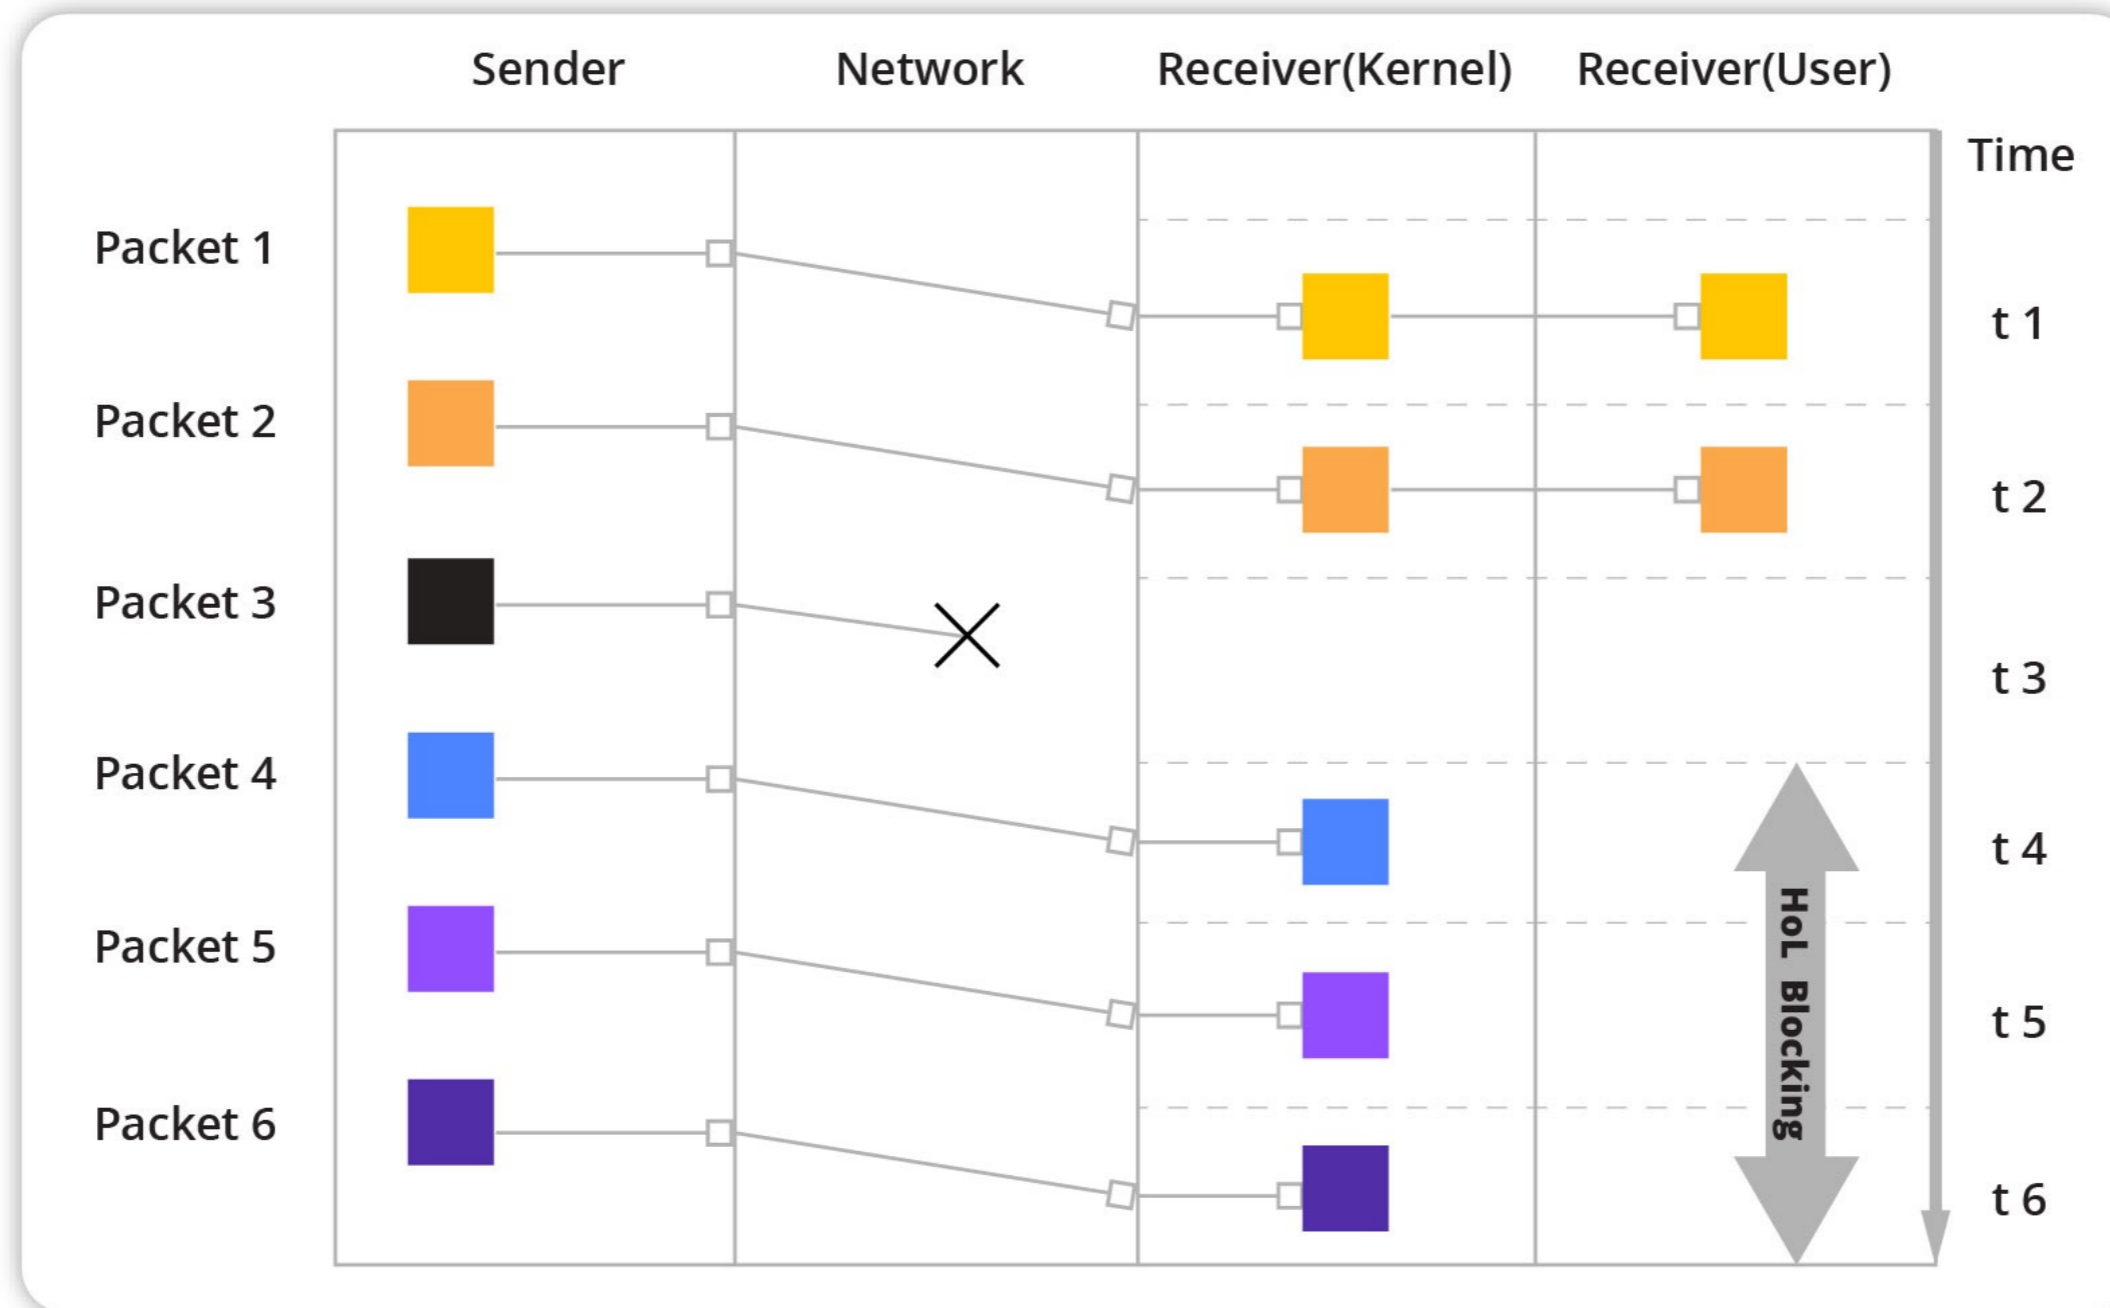 Sender
Network
Receiver(Kernel)
Receiver(User)
Time
Packet 1
t 1
Packet 2
t 2
Packet 3
t 3
Packet 4
t 4
Packet 5
t 5
Packet 6
t 6
HoL Blocking